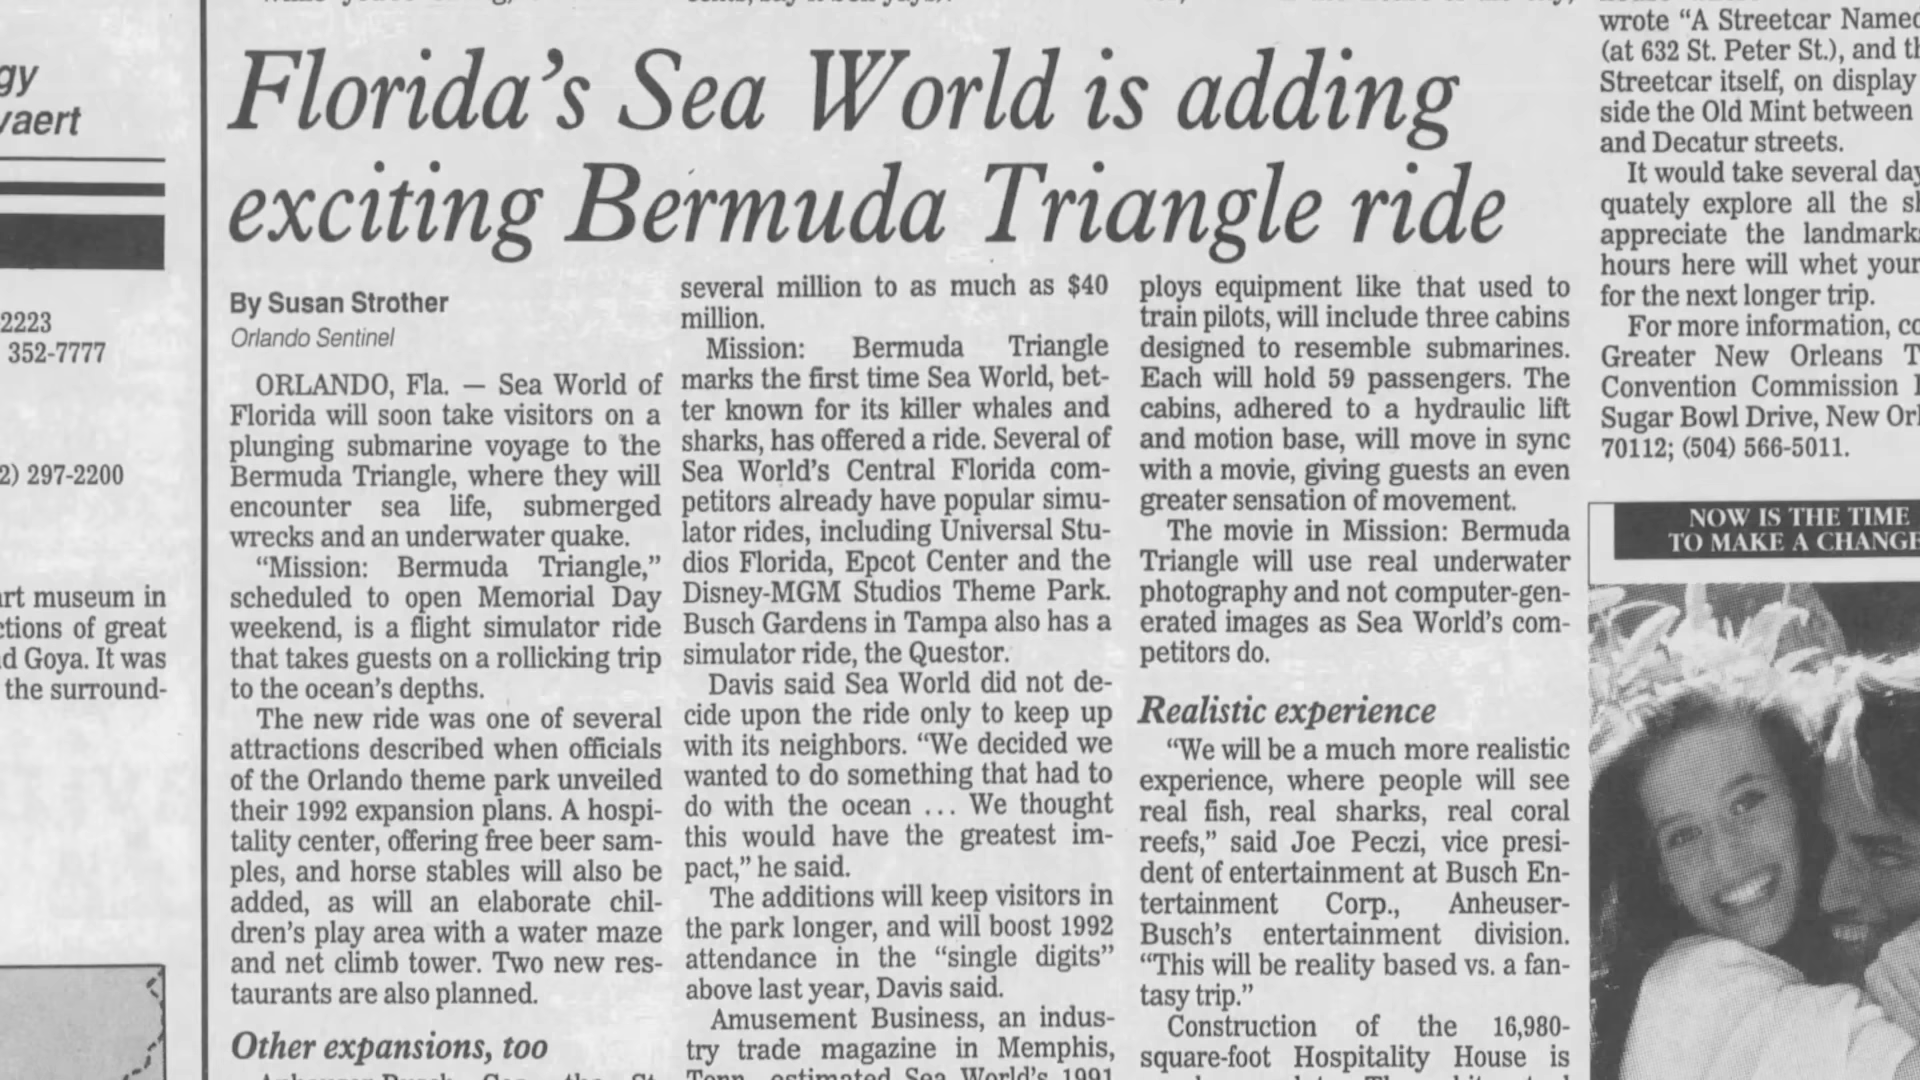 gy
vaert
2223
352-7777
2) 297-2200
art museum in
ctions of great
d Goya. It was
the surround-
Florida's Sea World is adding
exciting Bermuda Triangle ride
By Susan Strother
Orlando Sentinel
ORLANDO, Fla. — Sea World of
Florida will soon take visitors on a
plunging submarine voyage to the
Bermuda Triangle, where they will
encounter sea life, submerged
wrecks and an underwater quake.
“Mission: Bermuda Triangle,”
scheduled to open Memorial Day
weekend, is a flight simulator ride
that takes guests on a rollicking trip
to the ocean's depths.
The new ride was one of several
attractions described when officials
of the Orlando theme park unveiled
their 1992 expansion plans. A hospi-
tality center, offering free beer sam-
ples, and horse stables will also be
added, as will an elaborate chil-
dren's play area with a water maze
and net climb tower. Two new res-
taurants are also planned.
Other expansions, too
several million to as much as $40
million.
Mission: Bermuda Triangle
marks the first time Sea World, bet-
ter known for its killer whales and
sharks, has offered a ride. Several of
Sea World's Central Florida com-
petitors already have popular simu-
lator rides, including Universal Stu-
dios Florida, Epcot Center and the
Disney-MGM Studios Theme Park.
Busch Gardens in Tampa also has a
simulator ride, the Questor.
Davis said Sea World did not de-
cide upon the ride only to keep up
with its neighbors. “We decided we
wanted to do something that had to
do with the ocean ... We thought
this would have the greatest im-
pact,” he said.
The additions will keep visitors in
the park longer, and will boost 1992
attendance in the “single digits”
above last year, Davis said.
Amusement Business, an indus-
try trade magazine in Memphis,
Tenn., estimated Sea World's 1991
ploys equipment like that used to
train pilots, will include three cabins
designed to resemble submarines.
Each will hold 59 passengers. The
cabins, adhered to a hydraulic lift
and motion base, will move in sync
with a movie, giving guests an even
greater sensation of movement.
The movie in Mission: Bermuda
Triangle will use real underwater
photography and not computer-gen-
erated images as Sea World's com-
petitors do.
Realistic experience
“We will be a much more realistic
experience, where people will see
real fish, real sharks, real coral
reefs,” said Joe Peczi, vice presi-
dent of entertainment at Busch En-
tertainment Corp., Anheuser-
Busch's entertainment division.
“This will be reality based vs. a fan-
tasy trip.”
Construction of the 16,980-
square-foot Hospitality House is
wrote “A Streetcar Named
(at 632 St. Peter St.), and th
Streetcar itself, on display
side the Old Mint between
and Decatur streets.
It would take several day
quately explore all the sh
appreciate the landmarks
hours here will whet your
for the next longer trip.
For more information, co
Greater New Orleans T
Convention Commission I
Sugar Bowl Drive, New Orl
70112; (504) 566-5011.
NOW IS THE TIME
TO MAKE A CHANGE